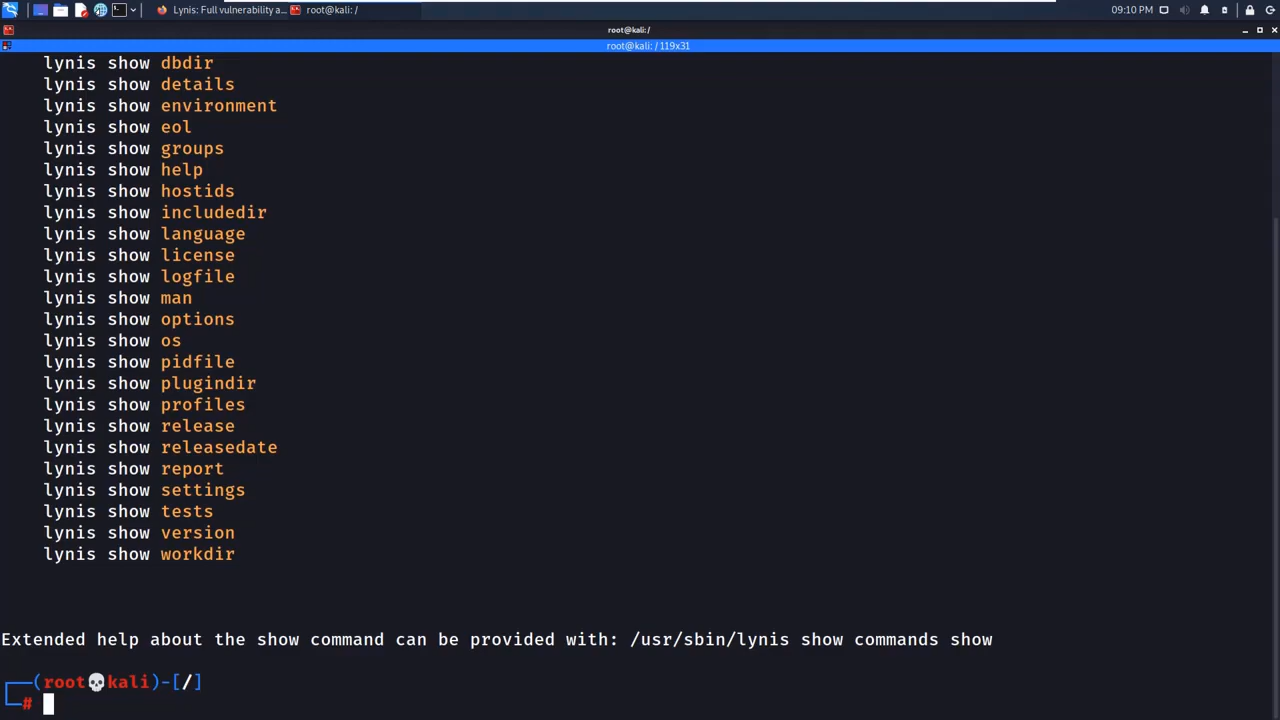 Lynis: Full vulnerability a... root@kali: / 09:10 PM
root@kali:/
root@kali: / 119x31
lynis show dbdir
lynis show details
lynis show environment
lynis show eol
lynis show groups
lynis show help
lynis show hostids
lynis show includedir
lynis show language
lynis show license
lynis show logfile
lynis show man
lynis show options
lynis show os
lynis show pidfile
lynis show plugindir
lynis show profiles
lynis show release
lynis show releasedate
lynis show report
lynis show settings
lynis show tests
lynis show version
lynis show workdir
Extended help about the show command can be provided with: /usr/sbin/lynis show commands show
┌──(root💀kali)-[/]
└─#